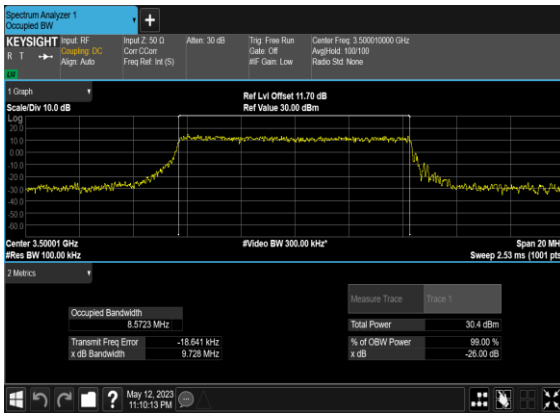 Spectrum Analyzer 1
Occupied BW
+
KEYSIGHT Input: RF Input Z: 50 Ω Atten: 30 dB Trig: Free Run Center Freq: 3.500010000 GHz
R T Coupling: DC Corr CCorr Gate: Off Avg|Hold: 100/100
Align: Auto Freq Ref: Int (S) #IF Gain: Low Radio Std: None
1 Graph
Scale/Div 10.0 dB Ref Lvl Offset 11.70 dB
Ref Value 30.00 dBm
Log
20.0
10.0
0.00
-10.0
-20.0
-30.0
-40.0
-50.0
-60.0
Center 3.50001 GHz #Video BW 300.00 kHz* Span 20 MH
#Res BW 100.00 kHz Sweep 2.53 ms (1001 pts
2 Metrics
Measure Trace Trace 1
Occupied Bandwidth
8.5723 MHz Total Power 30.4 dBm
Transmit Freq Error -18.641 kHz % of OBW Power 99.00 %
x dB Bandwidth 9.728 MHz x dB -26.00 dB
? May 12, 2023
11:10:13 PM